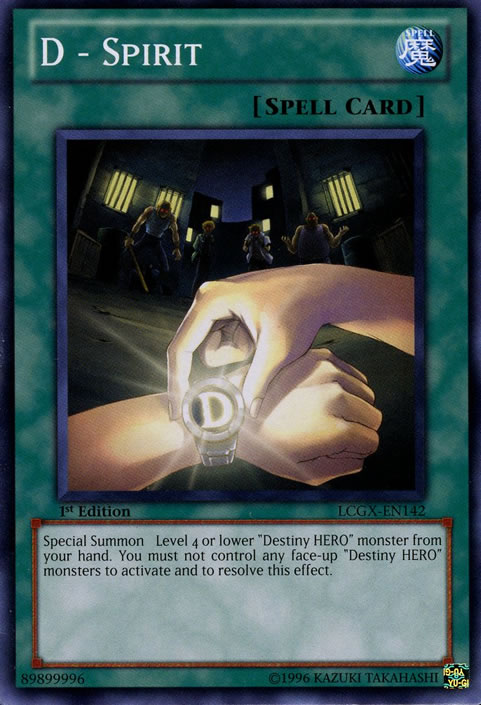 D - Spirit
SPELL
魔
[Spell Card]
D
1st Edition
LCGX-EN142
Special Summon Level 4 or lower "Destiny HERO" monster from
your hand. You must not control any face-up "Destiny HERO"
monsters to activate and to resolve this effect.
89899996
©1996 KAZUKI TAKAHASHI